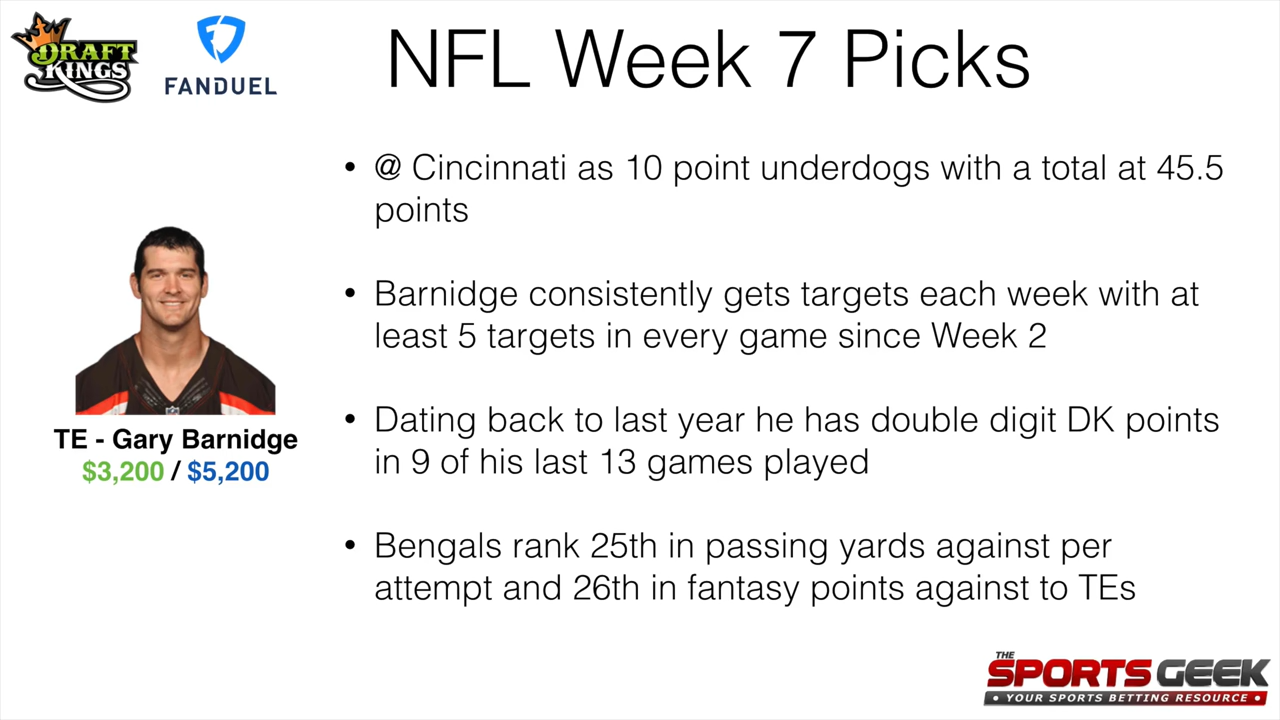 DRAFT
KINGS
FANDUEL
NFL Week 7 Picks
• @ Cincinnati as 10 point underdogs with a total at 45.5
points
• Barnidge consistently gets targets each week with at
least 5 targets in every game since Week 2
• Dating back to last year he has double digit DK points
in 9 of his last 13 games played
• Bengals rank 25th in passing yards against per
attempt and 26th in fantasy points against to TEs
TE - Gary Barnidge
$3,200 / $5,200
THE
SPORTS GEEK
• YOUR SPORTS BETTING RESOURCE •